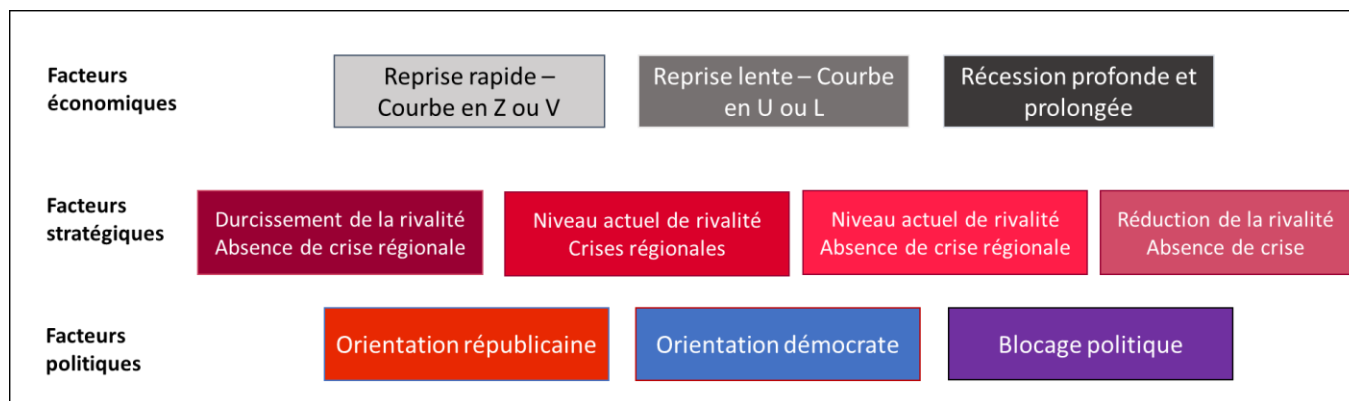 Facteurs
économiques
Reprise rapide –
Courbe en Z ou V
Reprise lente – Courbe
en U ou L
Récession profonde et
prolongée
Facteurs
stratégiques
Durcissement de la rivalité
Absence de crise régionale
Niveau actuel de rivalité
Crises régionales
Niveau actuel de rivalité
Absence de crise régionale
Réduction de la rivalité
Absence de crise
Facteurs
politiques
Orientation républicaine
Orientation démocrate
Blocage politique